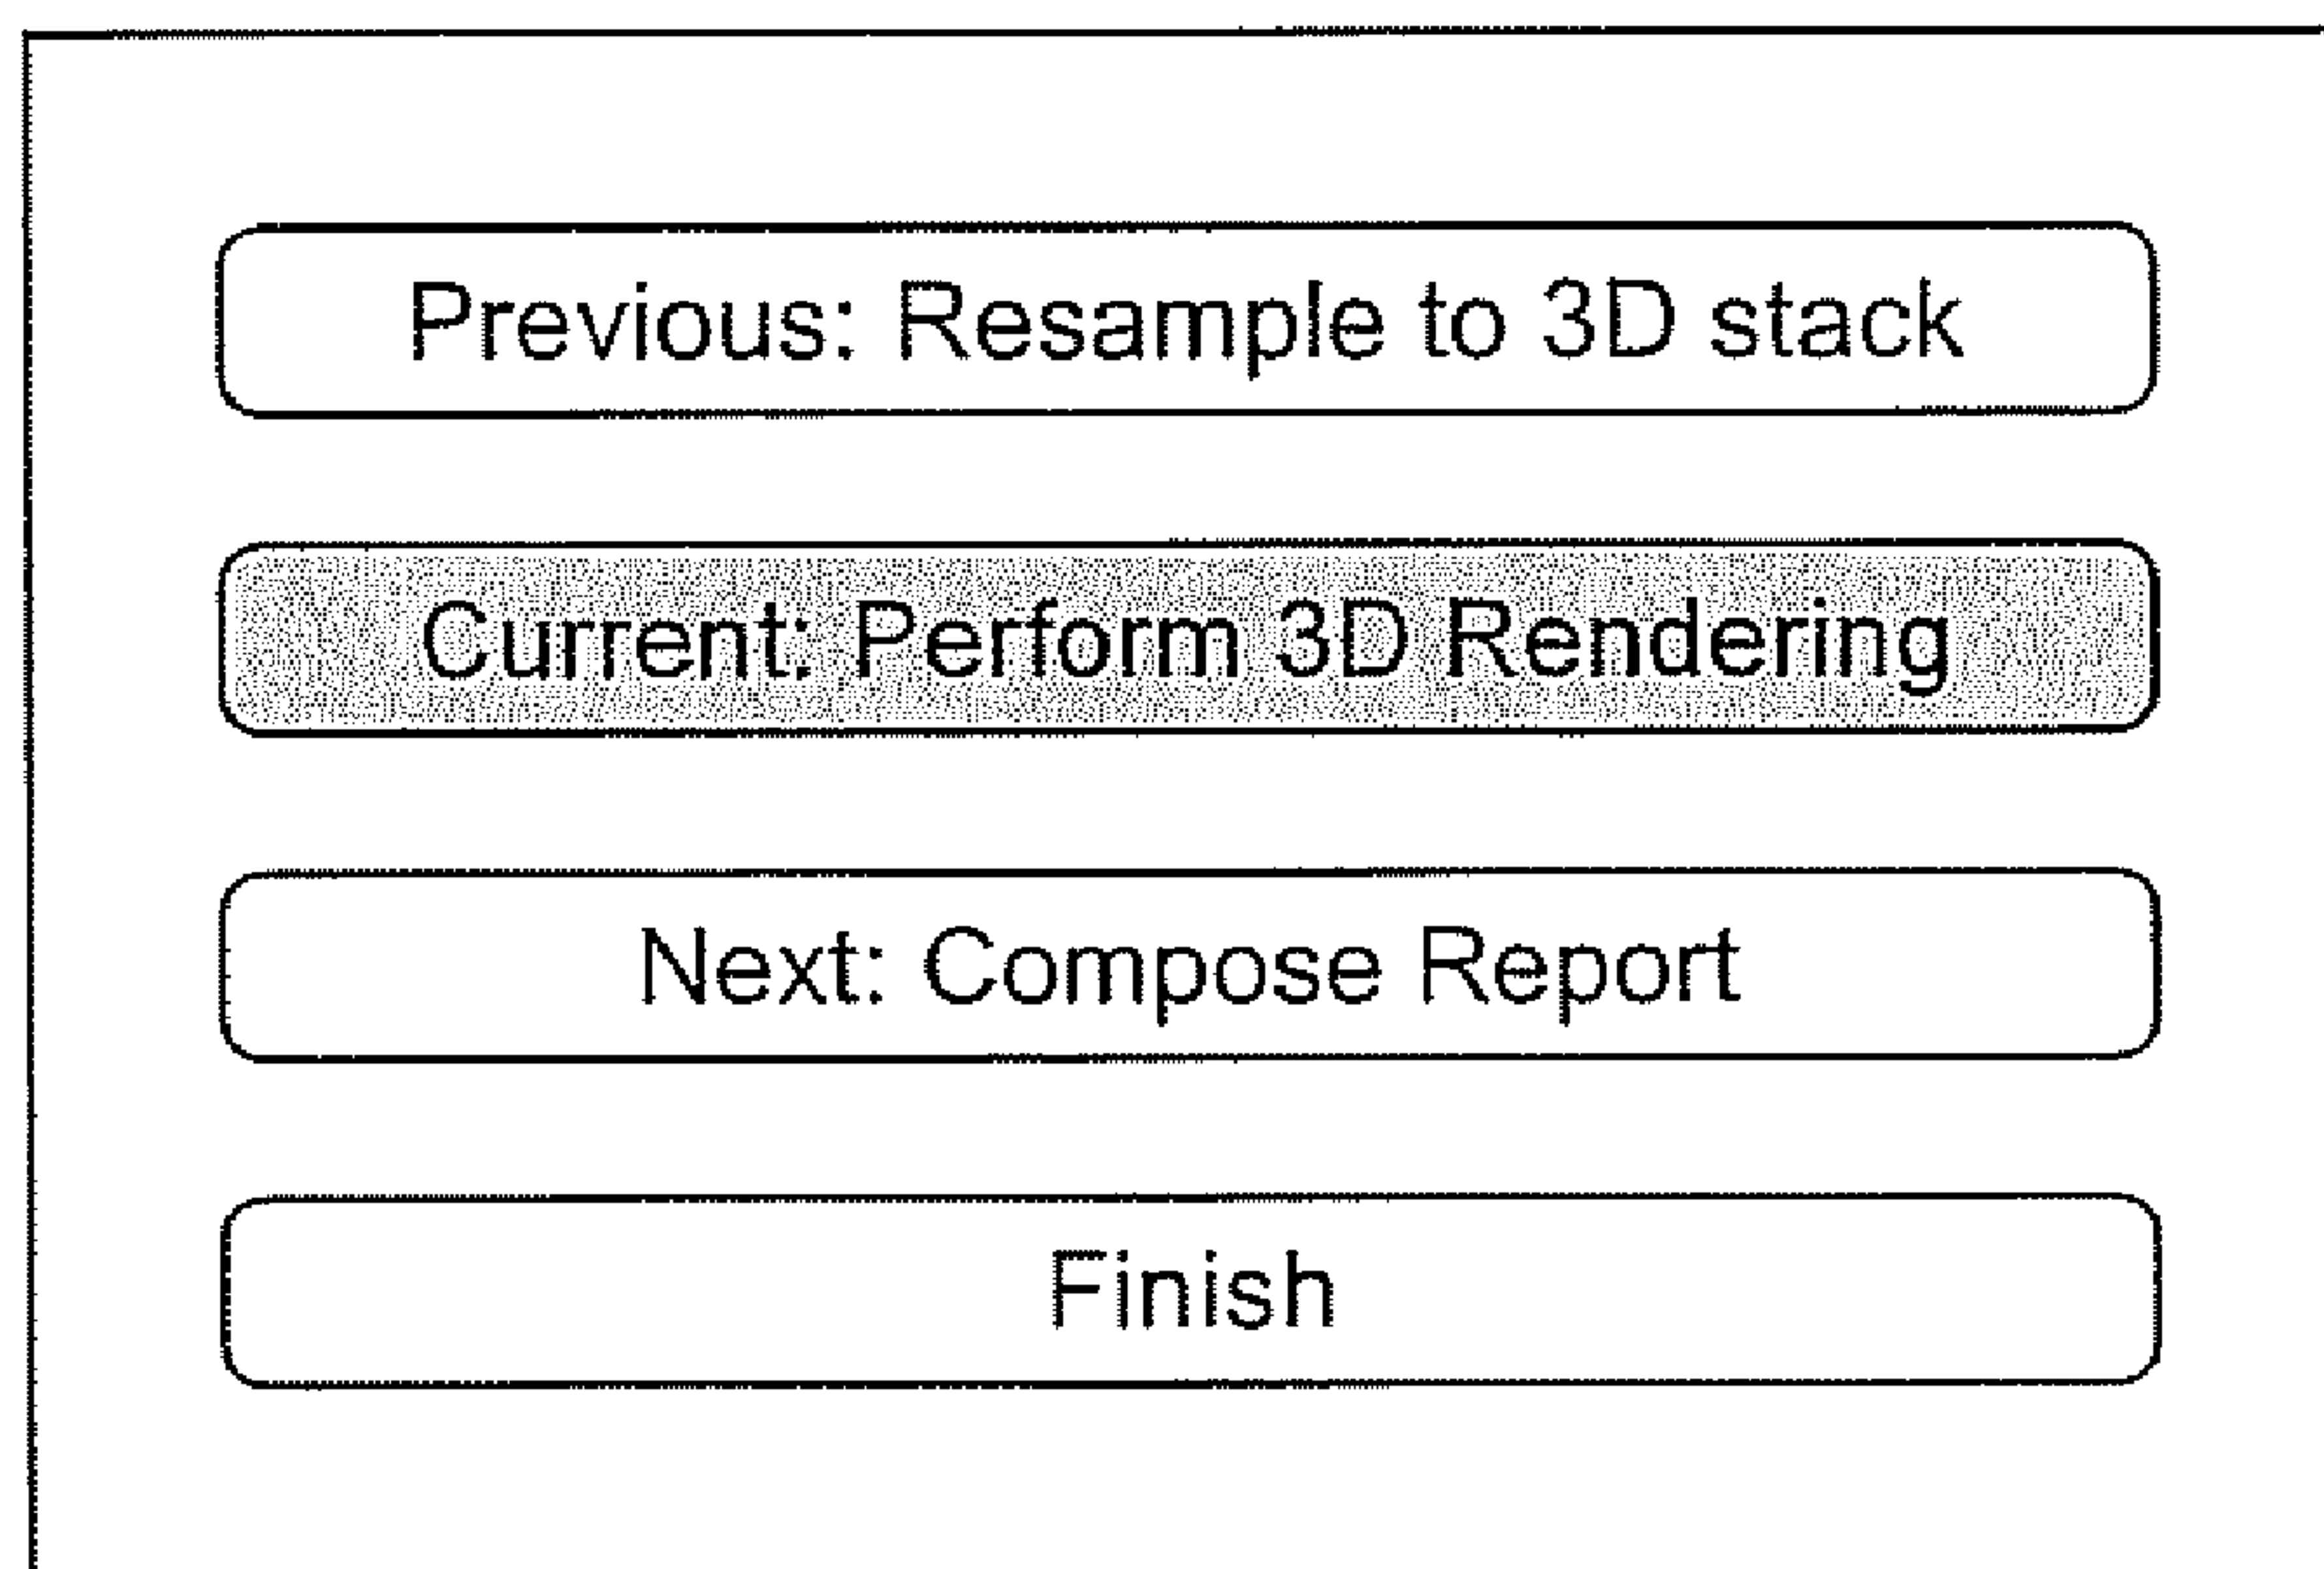 Previous: Resample to 3D stack
Current: Perform 3D Rendering
Next: Compose Report
Finish